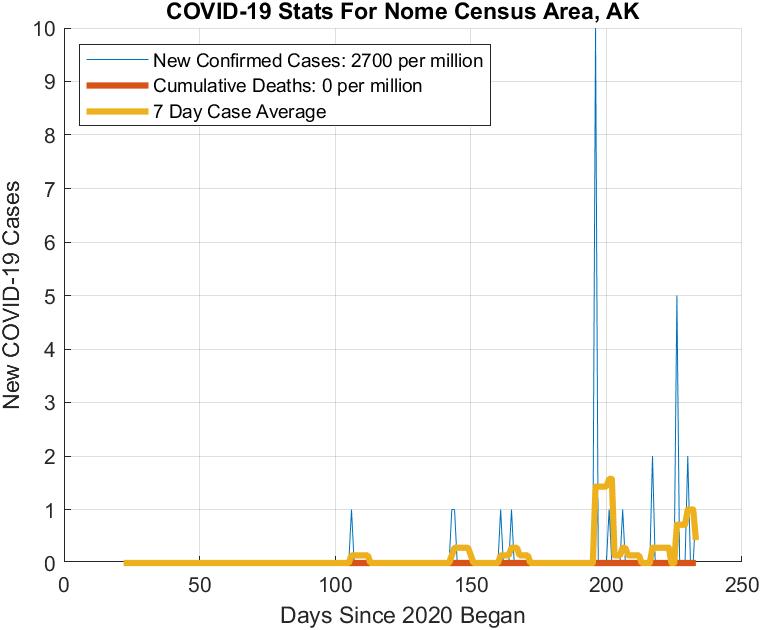 COVID-19 Stats For Nome Census Area, AK
New Confirmed Cases: 2700 per million
Cumulative Deaths: 0 per million
7 Day Case Average
10
9
8
7
6
5
4
3
2
1
0
New COVID-19 Cases
0 50 100 150 200 250
Days Since 2020 Began